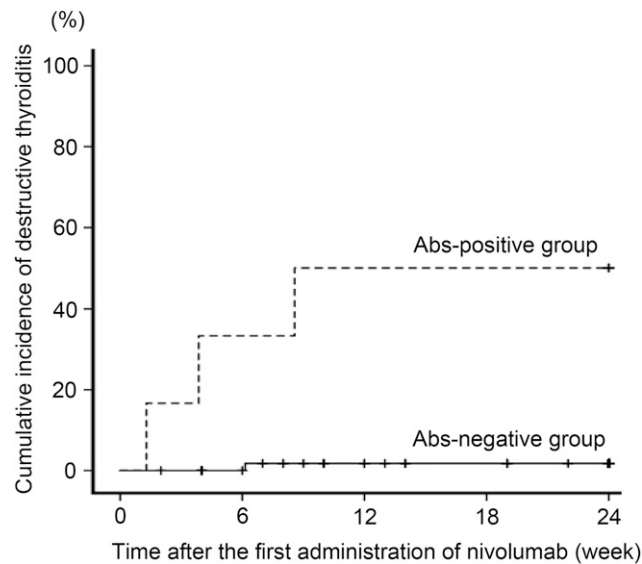 (%)
Cumulative incidence of destructive thyroiditis
100
80
60
40
20
0
Abs-positive group
Abs-negative group
0 6 12 18 24
Time after the first administration of nivolumab (week)